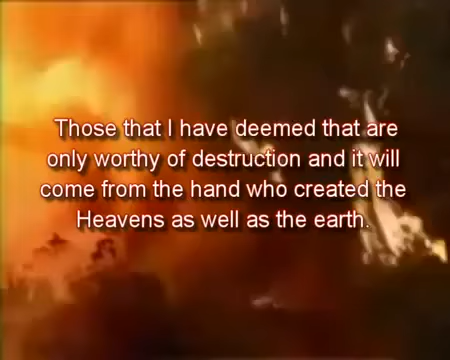 Those that I have deemed that are
only worthy of destruction and it will
come from the hand who created the
Heavens as well as the earth.